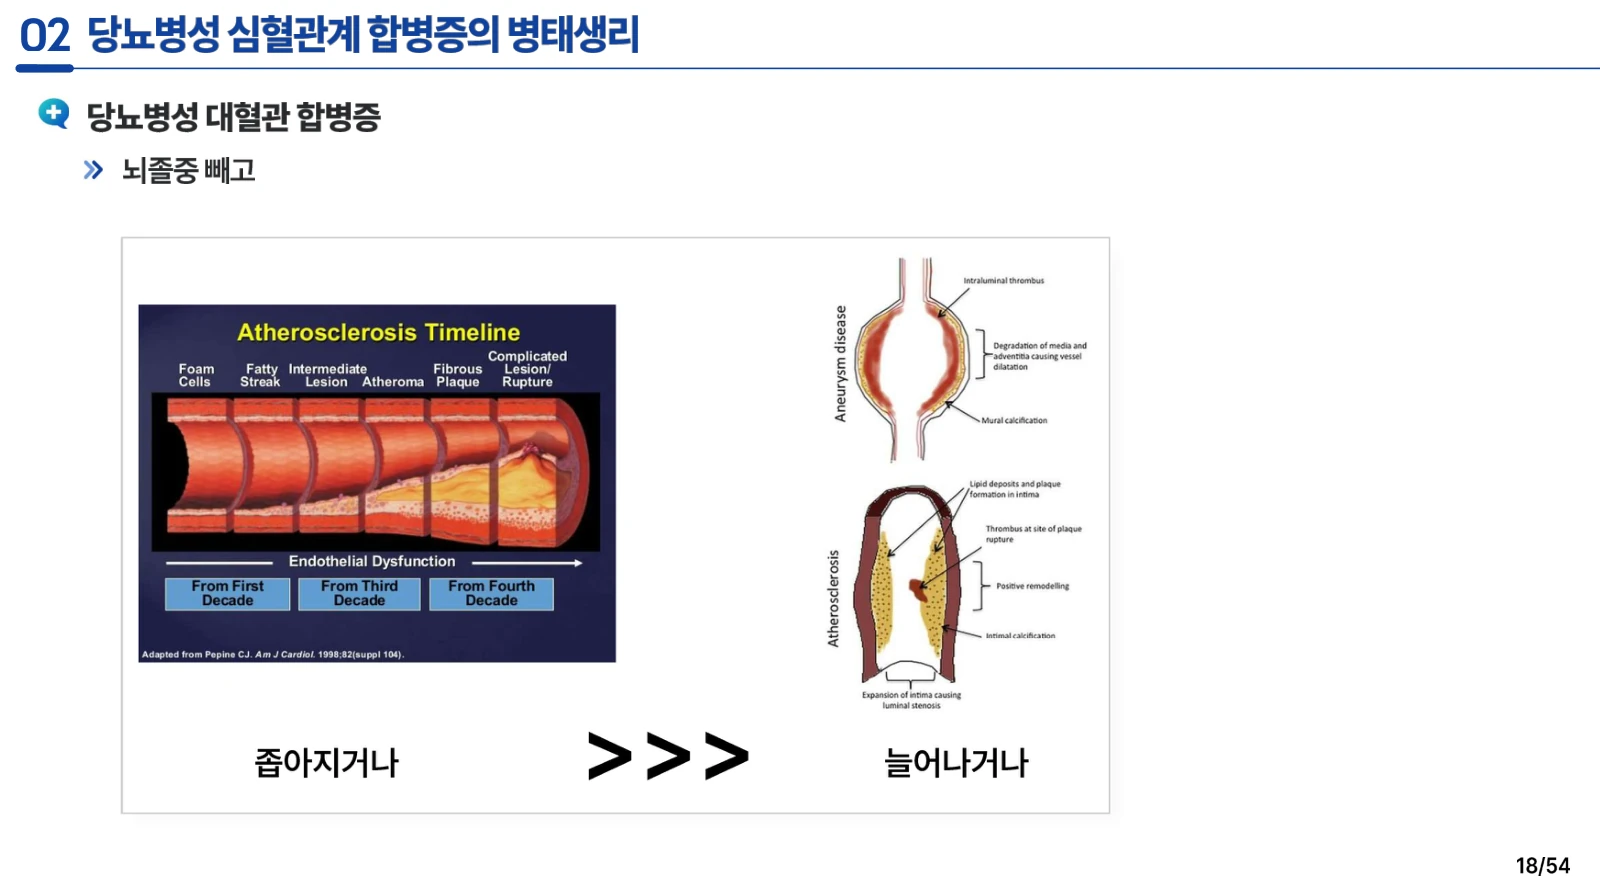 02 당뇨병성 심혈관계 합병증의 병태생리
당뇨병성 대혈관 합병증
뇌졸중 빼고
Atherosclerosis Timeline
Foam
Cells
Fatty
Streak
Intermediate
Lesion
Atheroma
Fibrous
Plaque
Complicated
Lesion/
Rupture
Endothelial Dysfunction
From First
Decade
From Third
Decade
From Fourth
Decade
Adapted from Pepine CJ. Am J Cardiol. 1998;82(suppl 104).
Aneurysm disease
Intraluminal thrombus
Degradation of media and
adventitia causing vessel
dilatation
Mural calcification
Atherosclerosis
Lipid deposits and plaque
formation in intima
Thrombus at site of plaque
rupture
Positive remodelling
Intimal calcification
Expansion of intima causing
luminal stenosis
좁아지거나 >>> 늘어나거나
18/54